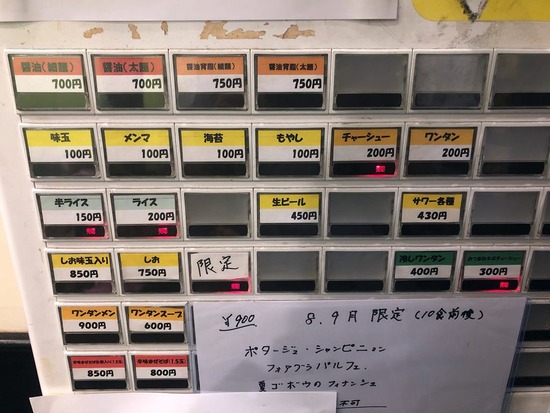 醤油(細麺)
700円
醤油(太麺)
700円
醤油背脂(細麺)
750円
醤油背脂(太麺)
750円
味玉
100円
メンマ
100円
海苔
100円
もやし
100円
チャーシュー
200円
ワンタン
200円
半ライス
150円
ライス
200円
生ビール
450円
サワー各種
430円
しお味玉入り
850円
しお
750円
限定
冷しワンタン
400円
300円
ワンタンメン
900円
ワンタンスープ
600円
850円
800円
¥900
8、9月 限定(10食前後)
ポタージュ・シャンピニョン
フォアグラパルフェ、
夏ゴボウのフィナンシェ
不可